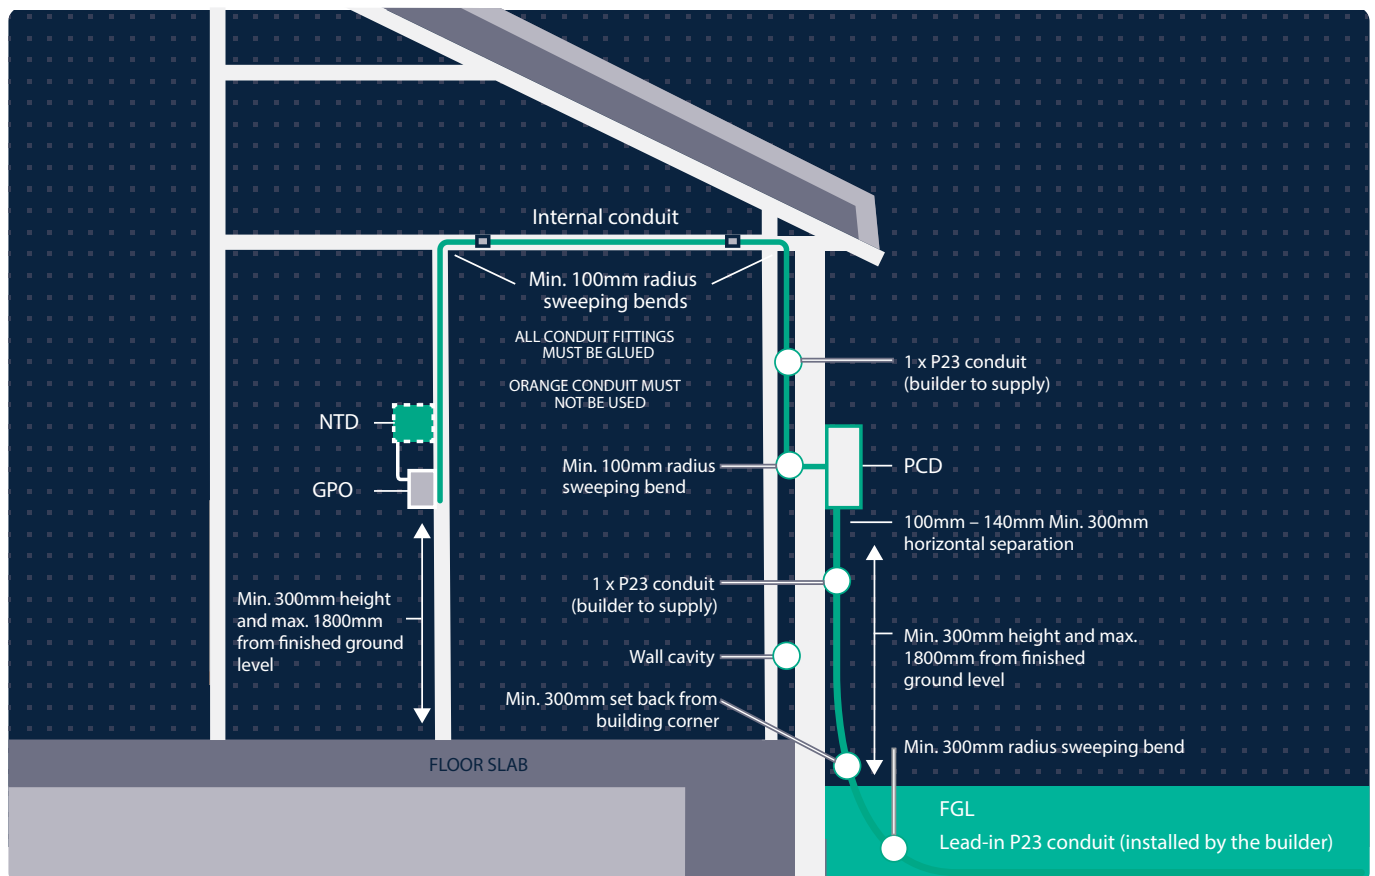 Internal conduit
Min. 100mm radius
sweeping bends
ALL CONDUIT FITTINGS
MUST BE GLUED
ORANGE CONDUIT MUST
NOT BE USED
1 x P23 conduit
(builder to supply)
NTD
GPO
Min. 100mm radius
sweeping bend
PCD
100mm – 140mm Min. 300mm
horizontal separation
1 x P23 conduit
(builder to supply)
Min. 300mm height
and max. 1800mm
from finished ground
level
Wall cavity
Min. 300mm height and max.
1800mm from finished
ground level
Min. 300mm set back from
building corner
Min. 300mm radius sweeping bend
FLOOR SLAB
FGL
Lead-in P23 conduit (installed by the builder)